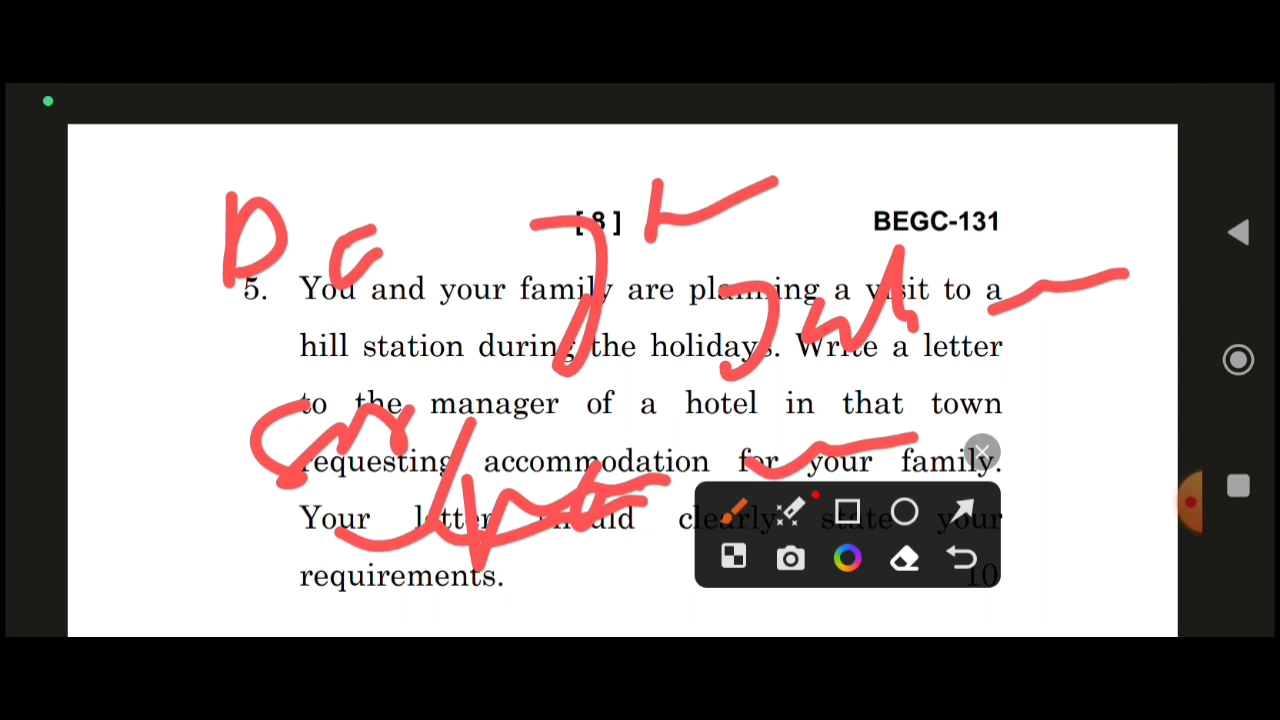 [ 8 ] BEGC-131
5. You and your family are planning a visit to a
hill station during the holidays. Write a letter
to the manager of a hotel in that town
requesting accommodation for your family.
Your letter should clearly state your
requirements. 10